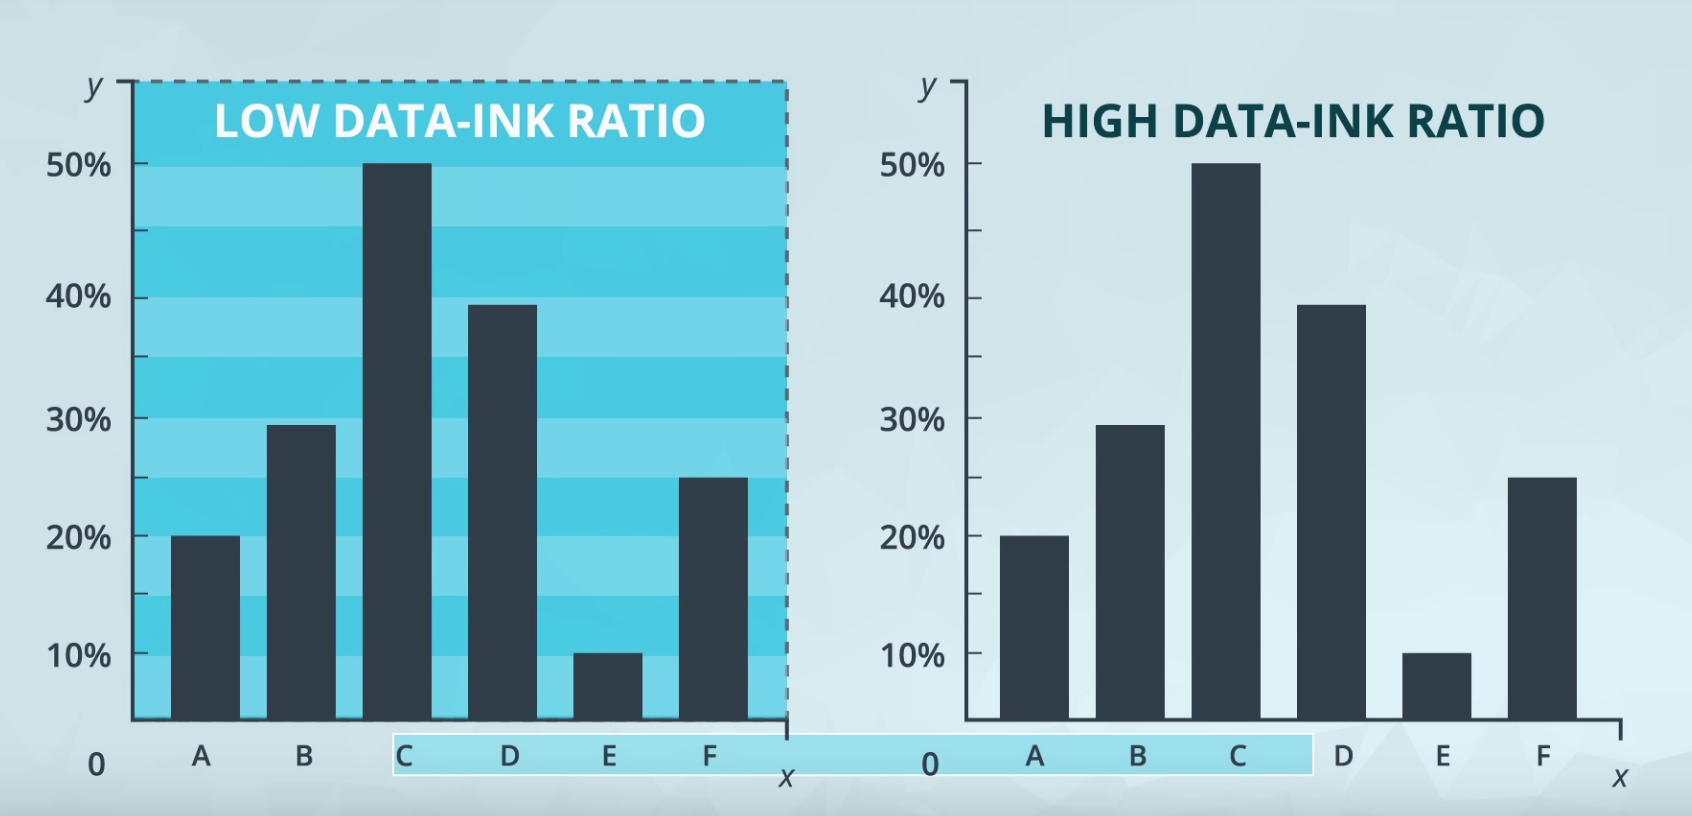 y
LOW DATA-INK RATIO
50%
40%
30%
20%
10%
0
A B C D E F
x
y
HIGH DATA-INK RATIO
50%
40%
30%
20%
10%
0
A B C D E F
x